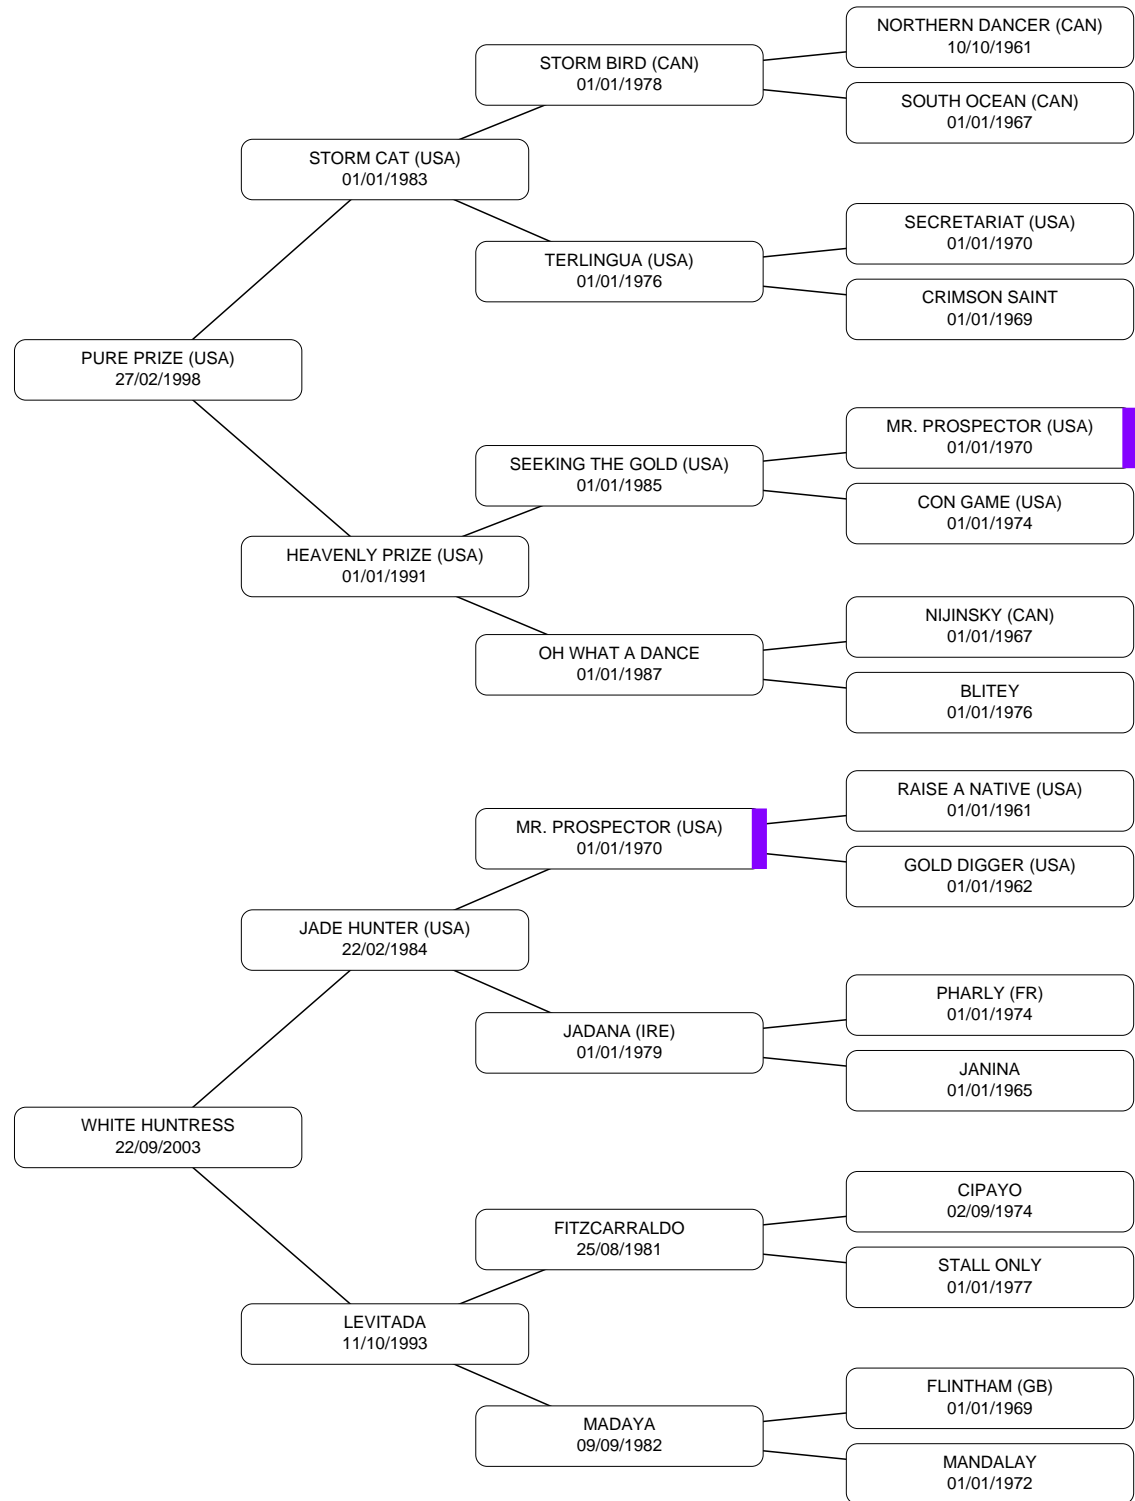 NORTHERN DANCER (CAN)
10/10/1961
STORM BIRD (CAN)
01/01/1978
SOUTH OCEAN (CAN)
01/01/1967
STORM CAT (USA)
01/01/1983
SECRETARIAT (USA)
01/01/1970
TERLINGUA (USA)
01/01/1976
CRIMSON SAINT
01/01/1969
PURE PRIZE (USA)
27/02/1998
MR. PROSPECTOR (USA)
01/01/1970
SEEKING THE GOLD (USA)
01/01/1985
CON GAME (USA)
01/01/1974
HEAVENLY PRIZE (USA)
01/01/1991
NIJINSKY (CAN)
01/01/1967
OH WHAT A DANCE
01/01/1987
BLITEY
01/01/1976
RAISE A NATIVE (USA)
01/01/1961
MR. PROSPECTOR (USA)
01/01/1970
GOLD DIGGER (USA)
01/01/1962
JADE HUNTER (USA)
22/02/1984
PHARLY (FR)
01/01/1974
JADANA (IRE)
01/01/1979
JANINA
01/01/1965
WHITE HUNTRESS
22/09/2003
CIPAYO
02/09/1974
FITZCARRALDO
25/08/1981
STALL ONLY
01/01/1977
LEVITADA
11/10/1993
FLINTHAM (GB)
01/01/1969
MADAYA
09/09/1982
MANDALAY
01/01/1972